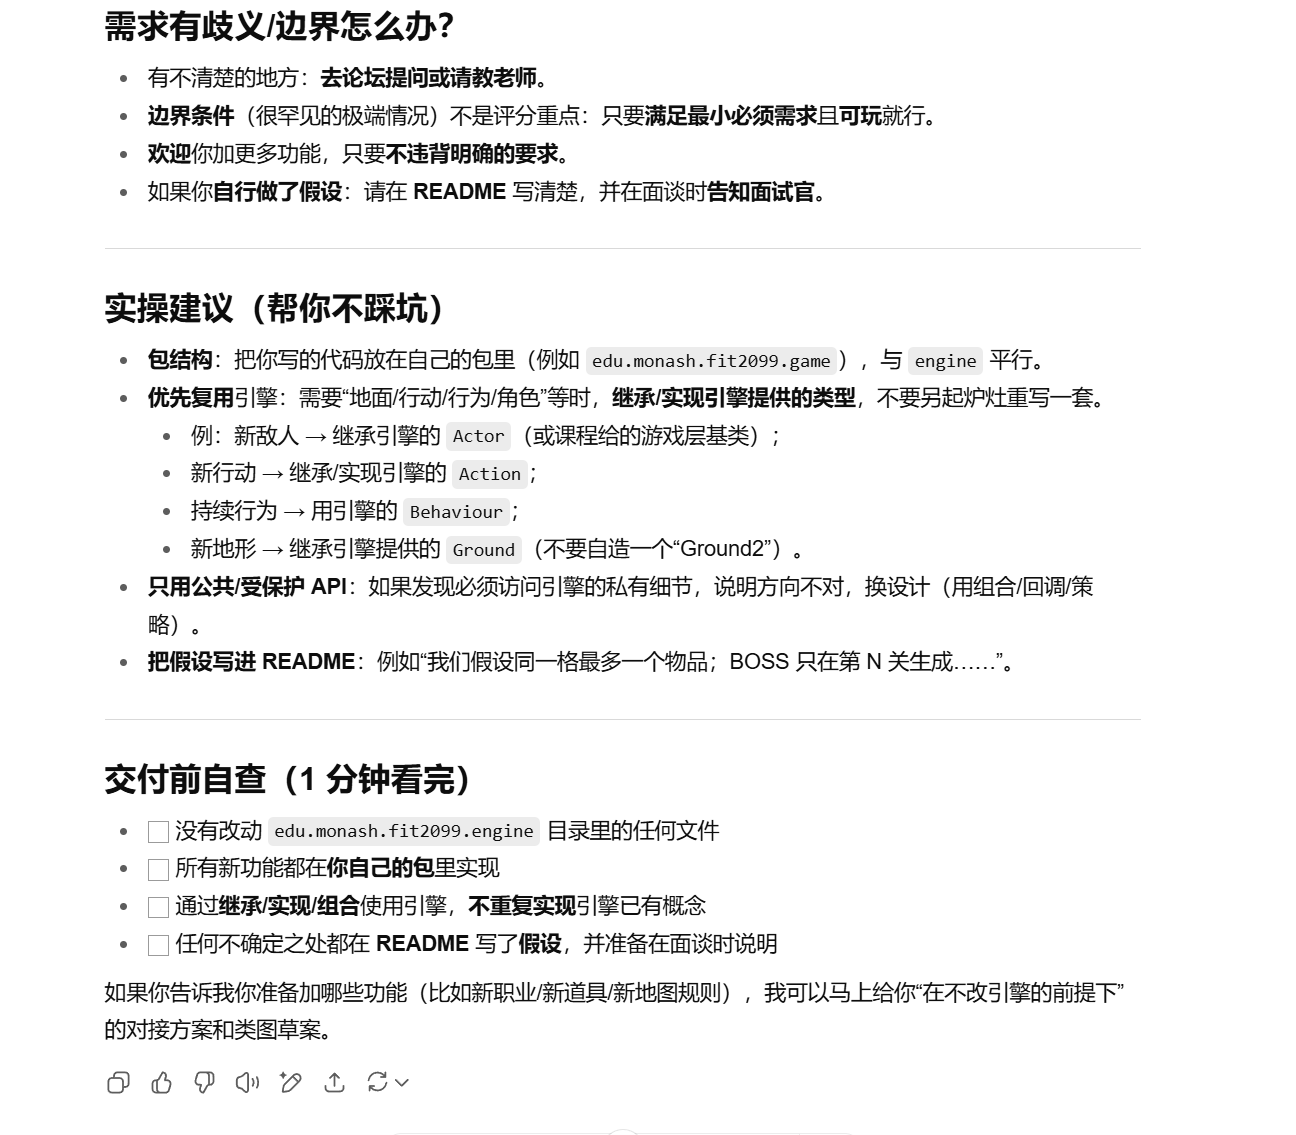 需求有歧义/边界怎么办？
有不清楚的地方：去论坛提问或请教老师。
边界条件（很罕见的极端情况）不是评分重点：只要满足最小必须需求且可玩就行。
欢迎你加更多功能，只要不违背明确的要求。
如果你自行做了假设：请在 README 写清楚，并在面谈时告知面试官。
实操建议（帮你不踩坑）
包结构：把你写的代码放在自己的包里（例如 edu.monash.fit2099.game），与 engine 平行。
优先复用引擎：需要“地面/行动/行为/角色”等时，继承/实现引擎提供的类型，不要另起炉灶重写一套。
例：新敌人 → 继承引擎的 Actor（或课程给的游戏层基类）；
新行动 → 继承/实现引擎的 Action；
持续行为 → 用引擎的 Behaviour；
新地形 → 继承引擎提供的 Ground（不要自造一个“Ground2”）。
只用公共/受保护 API：如果发现必须访问引擎的私有细节，说明方向不对，换设计（用组合/回调/策
略）。
把假设写进 README：例如“我们假设同一格最多一个物品；BOSS 只在第 N 关生成……”。
交付前自查（1 分钟看完）
没有改动 edu.monash.fit2099.engine 目录里的任何文件
所有新功能都在你自己的包里实现
通过继承/实现/组合使用引擎，不重复实现引擎已有概念
任何不确定之处都在 README 写了假设，并准备在面谈时说明
如果你告诉我你准备加哪些功能（比如新职业/新道具/新地图规则），我可以马上给你“在不改引擎的前提下”
的对接方案和类图草案。